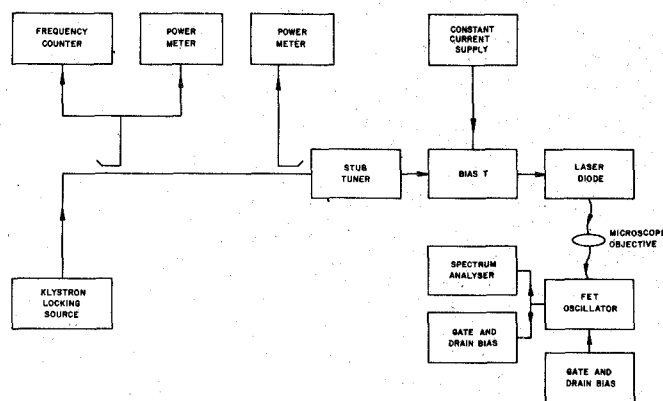 FREQUENCY
COUNTER
POWER
METER
POWER
METER
CONSTANT
CURRENT
SUPPLY
STUB
TUNER
BIAS T
LASER
DIODE
MICROSCOPE
OBJECTIVE
KLYSTRON
LOCKING
SOURCE
SPECTRUM
ANALYSER
FET
OSCILLATOR
GATE AND
DRAIN BIAS
GATE AND
DRAIN BIAS